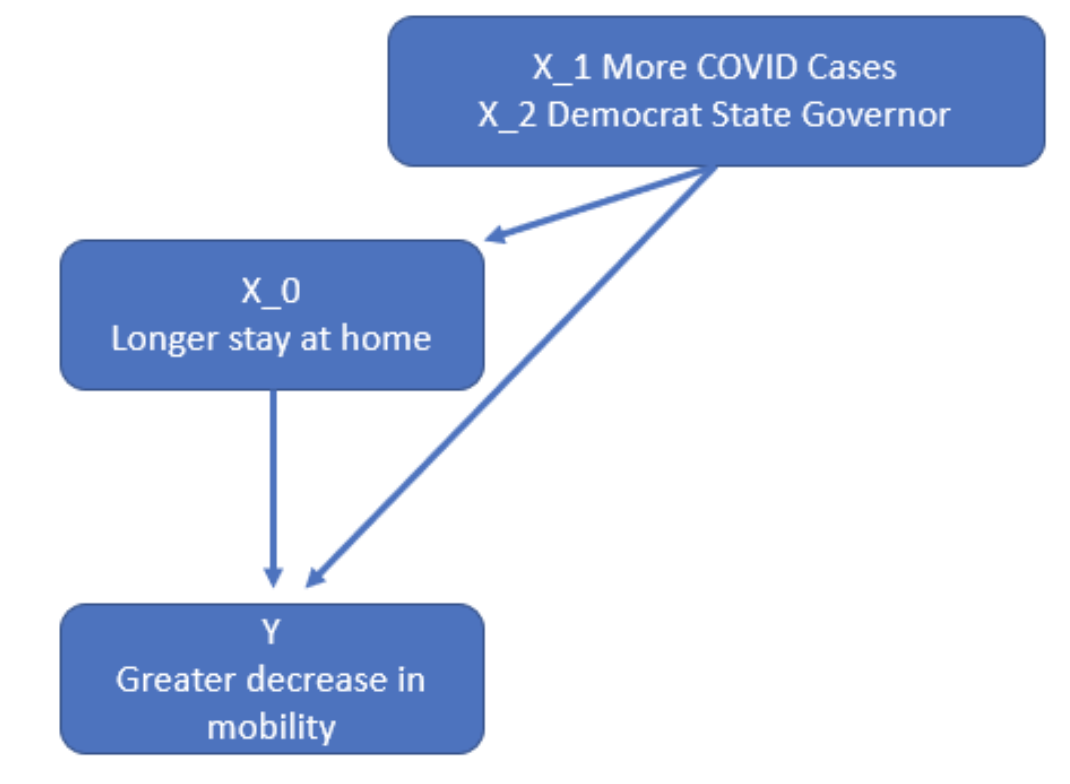 X_1 More COVID Cases
X_2 Democrat State Governor
X_0
Longer stay at home
Y
Greater decrease in
mobility